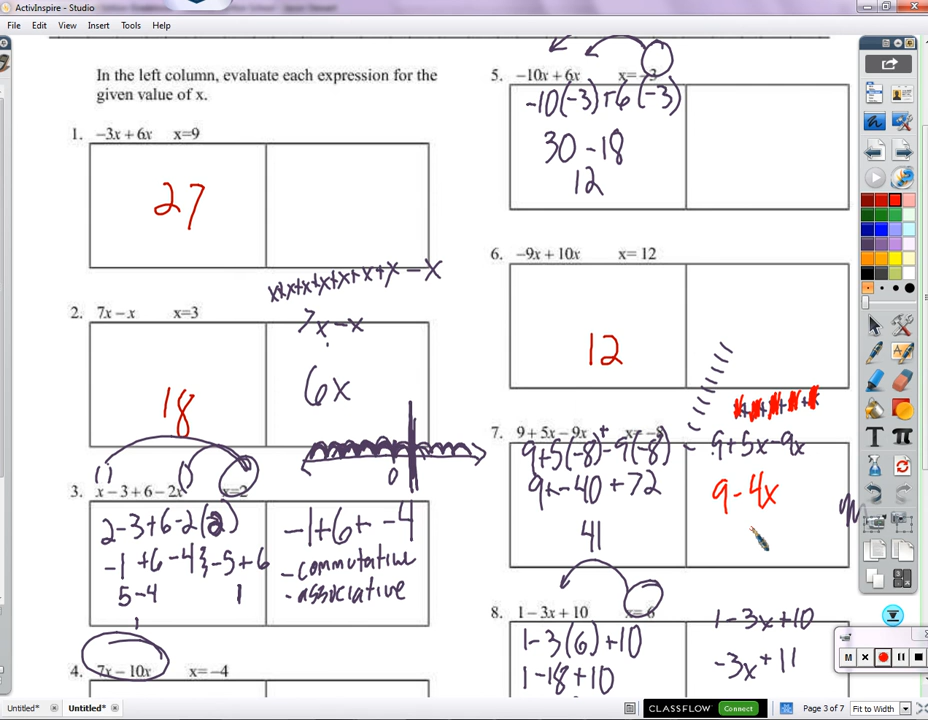 ActivInspire - Studio
File Edit View Insert Tools Help
In the left column, evaluate each expression for the
given value of x.
1. −3x + 6x x=9
27
x+x+x+x+x+x+x−x
2. 7x − x x=3
7x−x
6x
18
0
3. x − 3 + 6 − 2x x=2
2−3+6−2(2)
−1 +6 −4 −5+6
5−4 1
1
−1+6+−4
-commutative
-associative
4. 7x − 10x x= −4
5. −10x + 6x x= −3
−10(−3)+6(−3)
30 −18
12
6. −9x + 10x x= 12
12
7. 9 + 5x − 9x x= −8
9+5(−8)+−9(−8)
9+−40+72
41
9+5x−9x
9−4x
8. 1 − 3x + 10 x= 6
1−3(6)+10
1−18+10
1−3x+10
−3x+11
Untitled* Untitled*
CLASSFLOW Connect
Page 3 of 7 Fit to Width
M